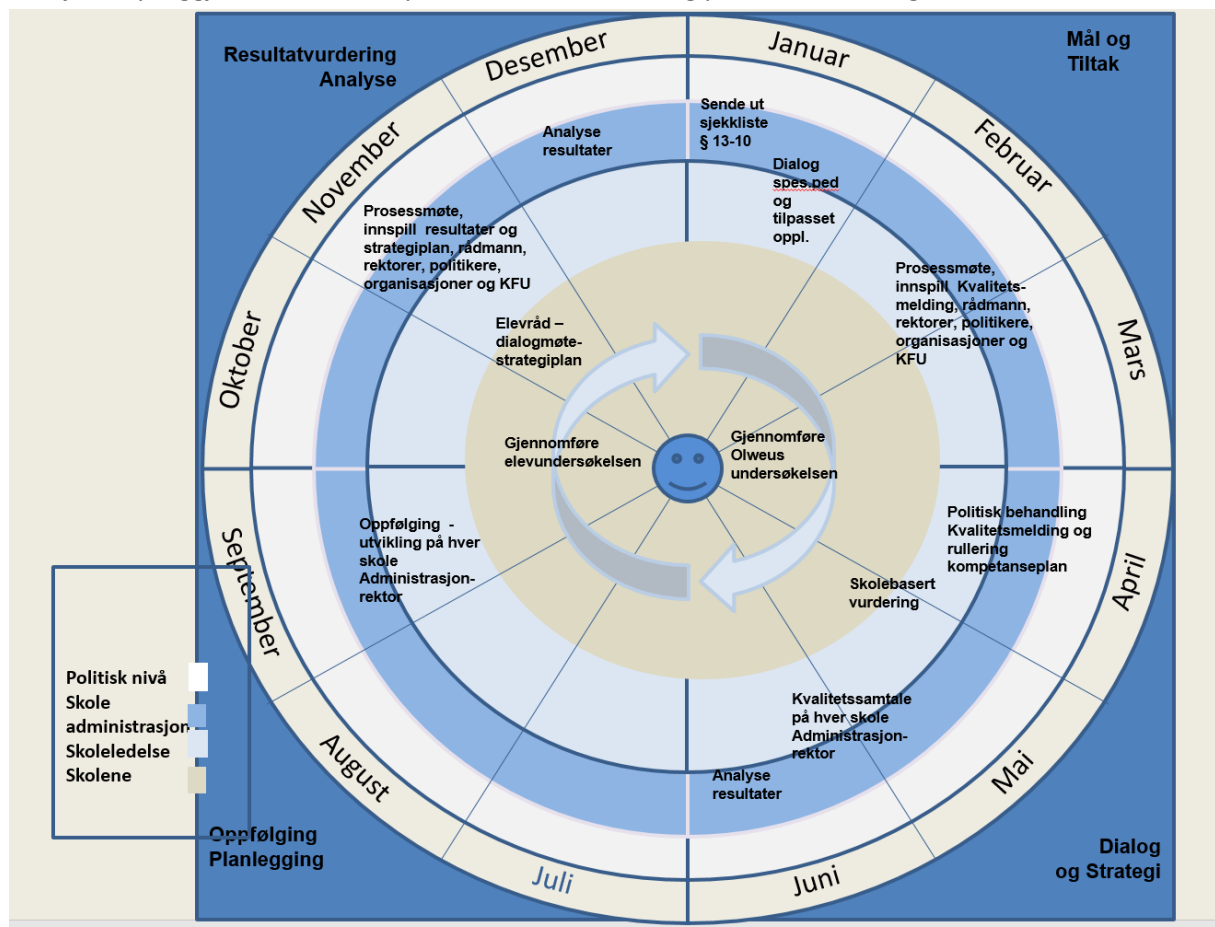 Resultatvurdering
Analyse
Mål og
Tiltak
Desember
Januar
Februar
Mars
April
Mai
Juni
Juli
August
September
Oktober
November
Sende ut
sjekkliste
§ 13-10
Analyse
resultater
Dialog
spes.ped
og
tilpasset
oppl.
Prosessmøte,
innspill resultater og
strategiplan, rådmann,
rektorer, politikere,
organisasjoner og KFU
Prosessmøte,
innspill Kvalitets-
melding, rådmann,
rektorer, politikere,
organisasjoner og
KFU
Elevråd –
dialogmøte-
strategiplan
Gjennomføre
elevundersøkelsen
Gjennomføre
Olweus
undersøkelsen
Oppfølging -
utvikling på hver
skole
Administrasjon-
rektor
Politisk behandling
Kvalitetsmelding og
rullering
kompetanseplan
Skolebasert
vurdering
Kvalitetssamtale
på hver skole
Administrasjon-
rektor
Analyse
resultater
Politisk nivå
Skole
administrasjon
Skoleledelse
Skolene
Oppfølging
Planlegging
Dialog
og Strategi